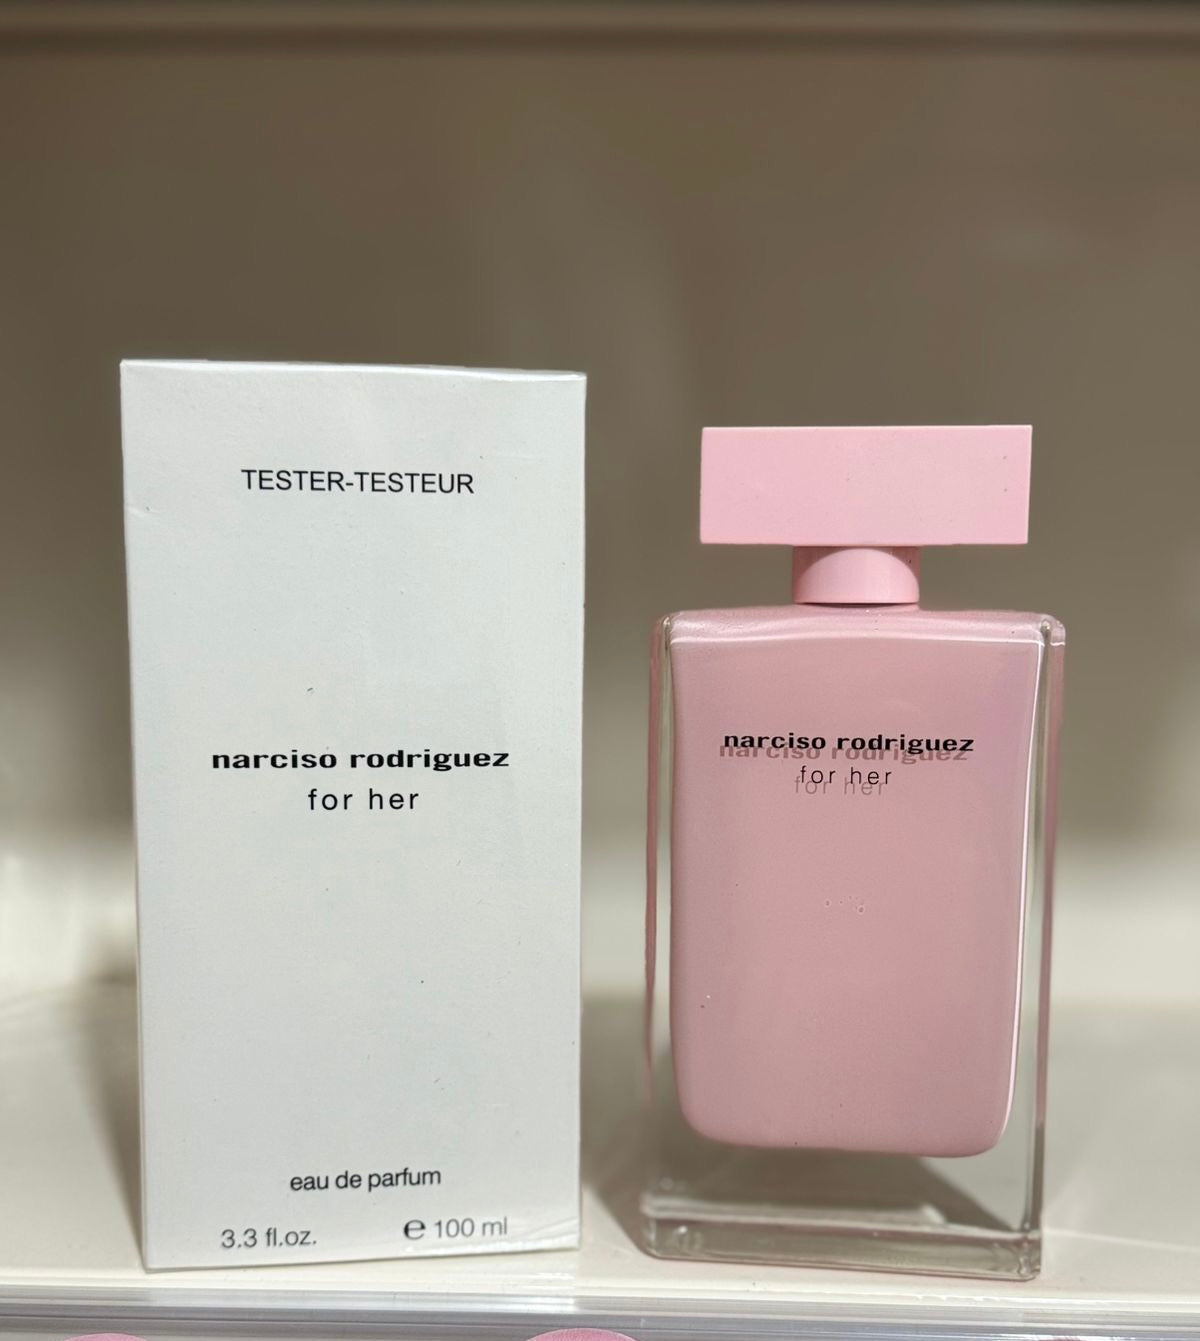 TESTER-TESTEUR
narciso rodriguez
for her
eau de parfum
3.3 fl.oz. ℮ 100 ml
narciso rodriguez
for her